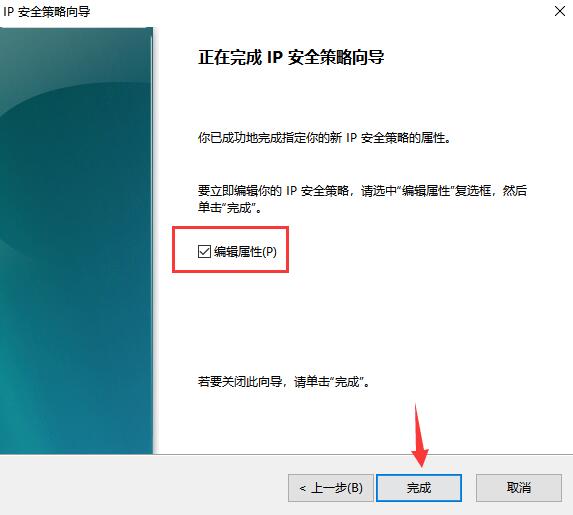 IP 安全策略向导
正在完成 IP 安全策略向导
你已成功地完成指定你的新 IP 安全策略的属性。
要立即编辑你的 IP 安全策略，请选中“编辑属性”复选框，然后
单击“完成”。
编辑属性(P)
若要关闭此向导，请单击“完成”。
< 上一步(B)
完成
取消